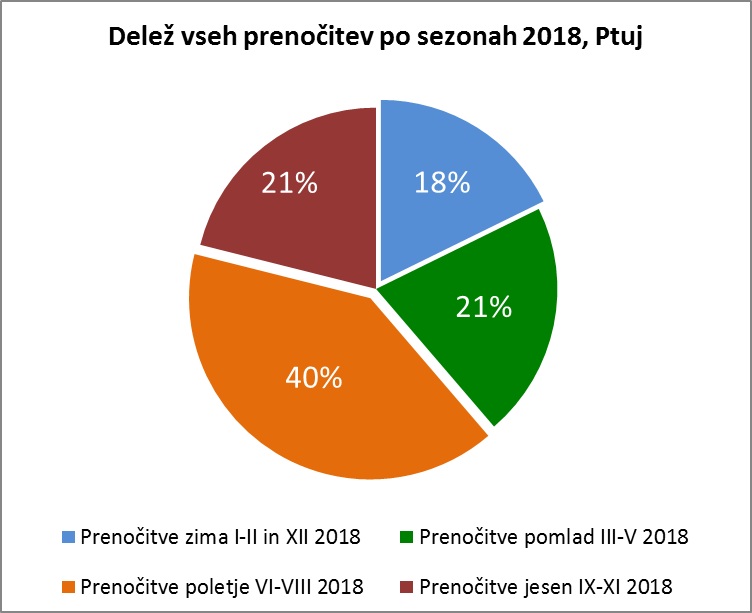 Delež vseh prenočitev po sezonah 2018, Ptuj
21%
18%
21%
40%
Prenočitve zima I-II in XII 2018
Prenočitve pomlad III-V 2018
Prenočitve poletje VI-VIII 2018
Prenočitve jesen IX-XI 2018